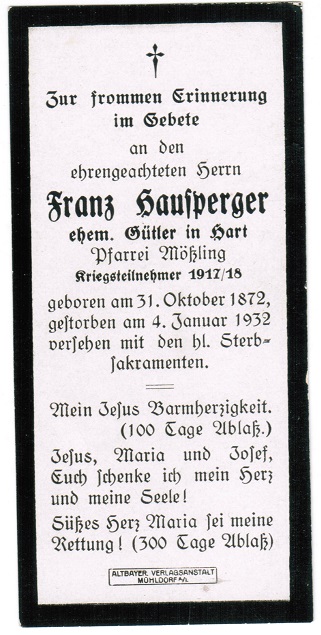 Zur frommen Erinnerung
im Gebete
an den
ehrengeachteten Herrn
Franz Hausperger
ehem. Gütler in Hart
Pfarrei Mößling
Kriegsteilnehmer 1917/18
geboren am 31. Oktober 1872,
gestorben am 4. Januar 1932
versehen mit den hl. Sterb-
sakramenten.
Mein Jesus Barmherzigkeit.
(100 Tage Ablaß.)
Jesus, Maria und Josef,
Euch schenke ich mein Herz
und meine Seele!
Süßes Herz Maria sei meine
Rettung! (300 Tage Ablaß)
ALTBAYER. VERLAGSANSTALT
MÜHLDORF a/I.